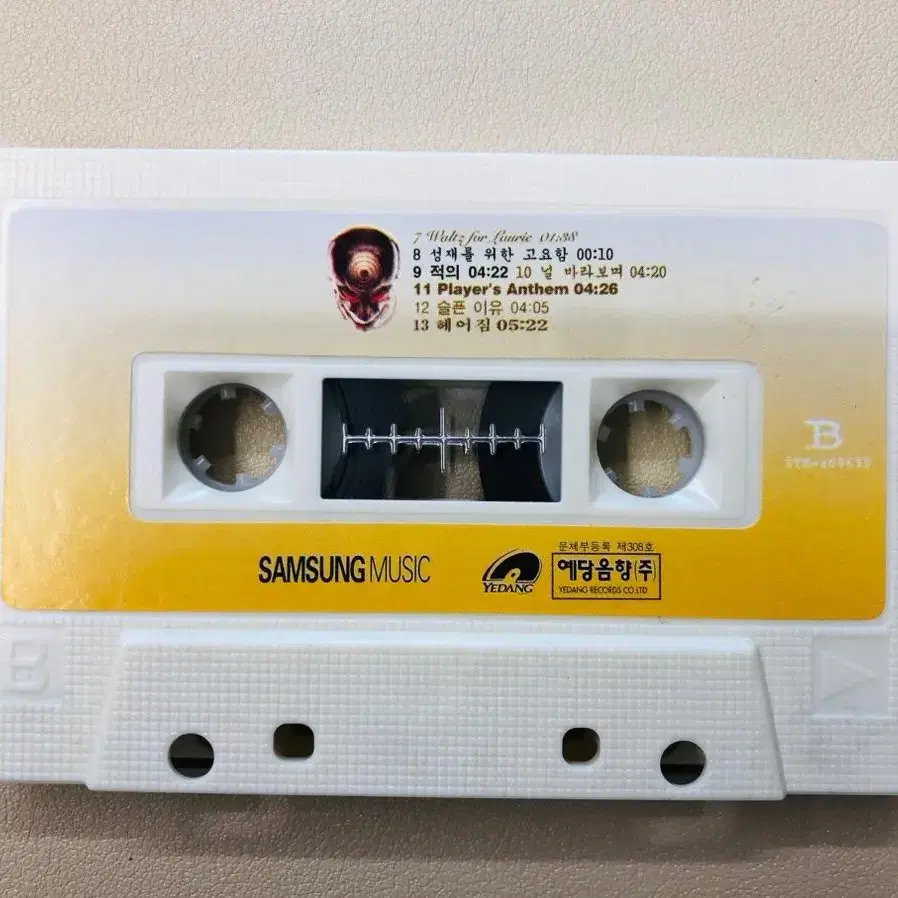 7 Waltz for Laurie 01:38
8 성재를 위한 고요함 00:10
9 적의 04:22 10 널 바라보며 04:20
11 Player's Anthem 04:26
12 슬픈 이유 04:05
13 헤어짐 05:22
B
SAMSUNG MUSIC
YEDANG
문체부등록 제308호
예당음향(주)
YEDANG RECORDS CO.LTD
B